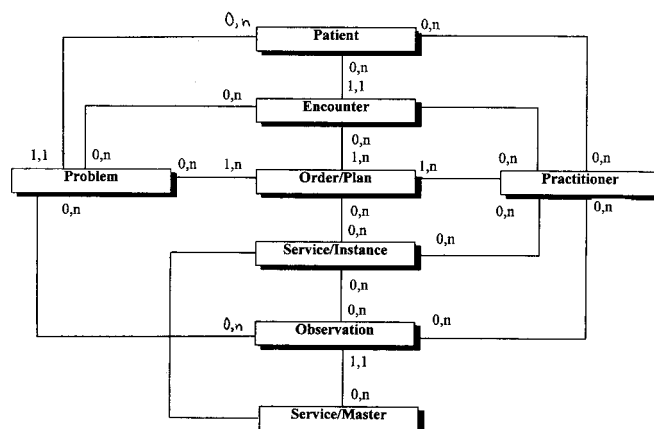 0,n 0,n
Patient
0,n
1,1
0,n Encounter
1,1 0,n 0,n 0,n 0,n
1,n
Problem 0,n 1,n Order/Plan 1,n Practitioner
0,n 0,n 0,n 0,n
0,n
Service/Instance 0,n
0,n
0,n
0,n Observation 0,n
1,1
0,n
Service/Master